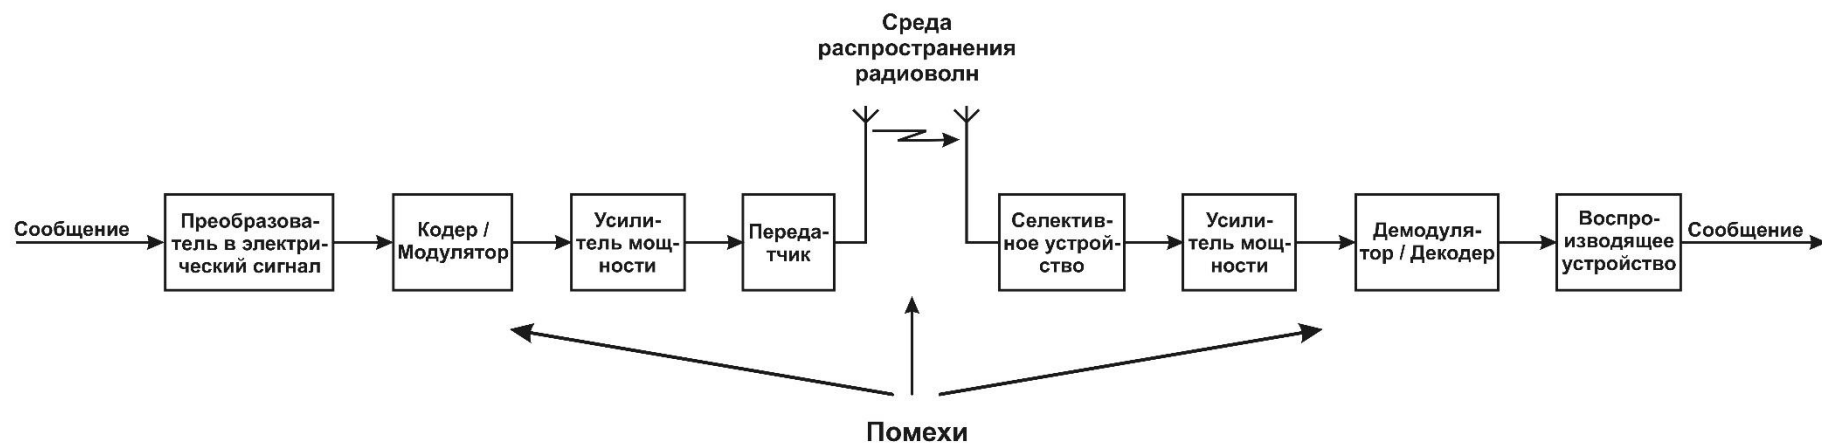 Среда
распространения
радиоволн
Сообщение
Преобразова-
тель в электри-
ческий сигнал
Кодер /
Модулятор
Усили-
тель мощ-
ности
Переда-
тчик
Селектив-
ное устрой-
ство
Усили-
тель мощ-
ности
Демодуля-
тор / Декодер
Воспро-
изводящее
устройство
Сообщение
Помехи